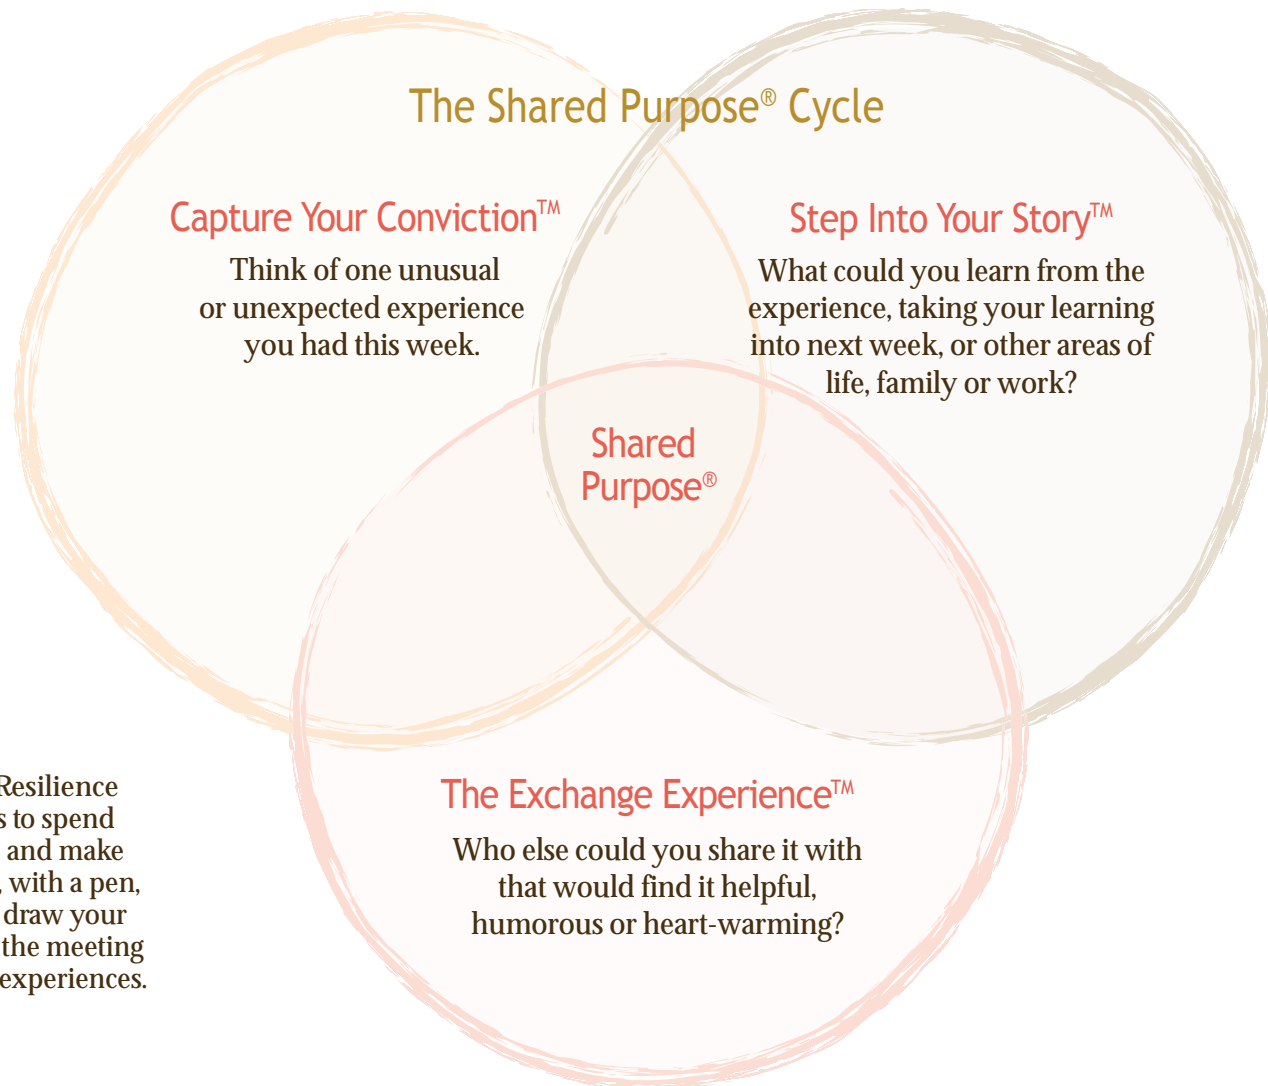 The Shared Purpose® Cycle
Capture Your Conviction™
Think of one unusual
or unexpected experience
you had this week.
Step Into Your Story™
What could you learn from the
experience, taking your learning
into next week, or other areas of
life, family or work?
Shared
Purpose®
The Exchange Experience™
Who else could you share it with
that would find it helpful,
humorous or heart-warming?
Resilience
s to spend
and make
, with a pen,
draw your
the meeting
experiences.